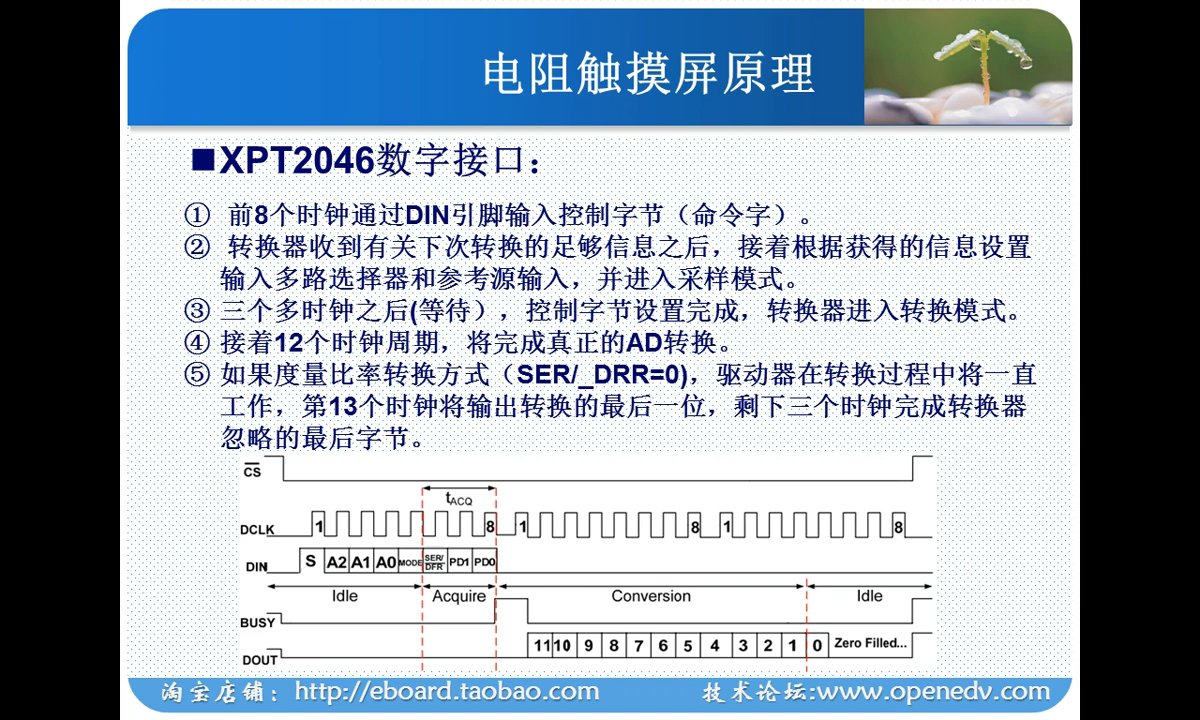 电阻触摸屏原理
■XPT2046数字接口：
① 前8个时钟通过DIN引脚输入控制字节（命令字）。
② 转换器收到有关下次转换的足够信息之后，接着根据获得的信息设置
输入多路选择器和参考源输入，并进入采样模式。
③ 三个多时钟之后(等待），控制字节设置完成，转换器进入转换模式。
④ 接着12个时钟周期，将完成真正的AD转换。
⑤ 如果度量比率转换方式（SER/_DRR=0)，驱动器在转换过程中将一直
工作，第13个时钟将输出转换的最后一位，剩下三个时钟完成转换器
忽略的最后字节。
CS
tACQ
DCLK 1 8 1 8 1 8
DIN S A2 A1 A0 MODE SER/DFR PD1 PD0
Idle Acquire Conversion Idle
BUSY
DOUT 11 10 9 8 7 6 5 4 3 2 1 0 Zero Filled...
淘宝店铺：http://eboard.taobao.com 技术论坛:www.openedv.com